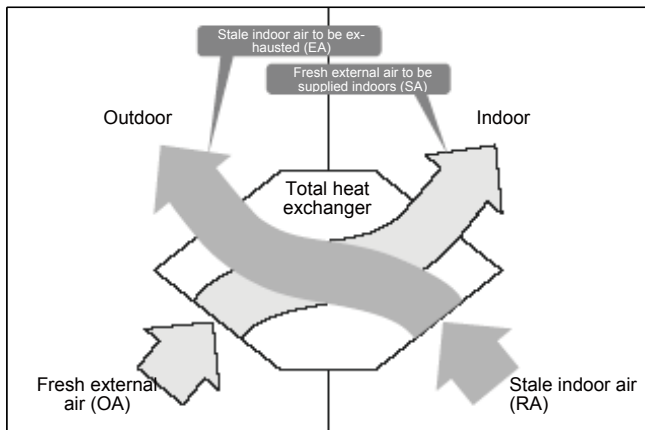 Stale indoor air to be ex-
hausted (EA)
Fresh external air to be
supplied indoors (SA)
Outdoor
Indoor
Total heat
exchanger
Fresh external
air (OA)
Stale indoor air
(RA)